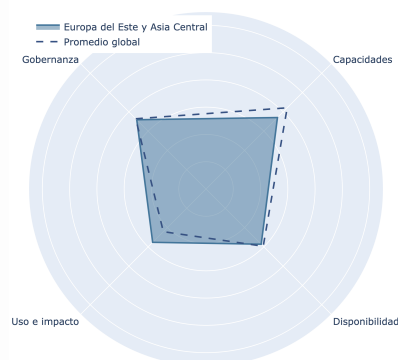 Europa del Este y Asia Central
Promedio global
Gobernanza
Capacidades
Uso e impacto
Disponibilidad